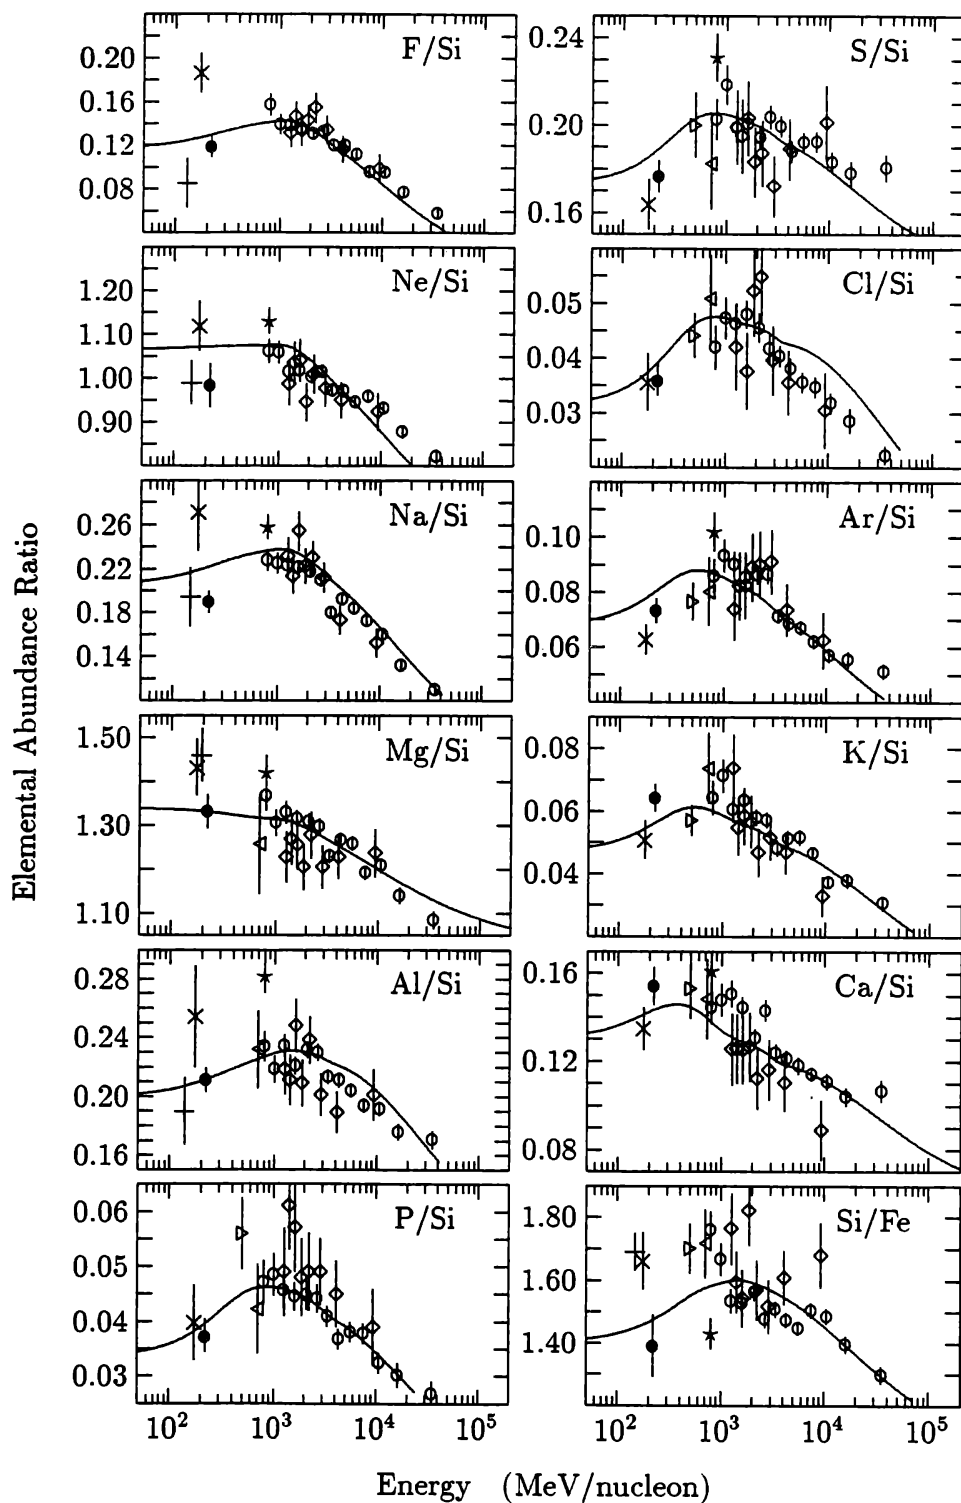 F/Si
0.20
0.16
0.12
0.08
S/Si
0.24
0.20
0.16
Ne/Si
1.20
1.10
1.00
0.90
Cl/Si
0.05
0.04
0.03
Na/Si
0.26
0.22
0.18
0.14
Ar/Si
0.10
0.08
0.06
Mg/Si
1.50
1.30
1.10
K/Si
0.08
0.06
0.04
Al/Si
0.28
0.24
0.20
0.16
Ca/Si
0.16
0.12
0.08
P/Si
0.06
0.05
0.04
0.03
Si/Fe
1.80
1.60
1.40
10² 10³ 10⁴ 10⁵
10² 10³ 10⁴ 10⁵
Elemental Abundance Ratio
Energy (MeV/nucleon)